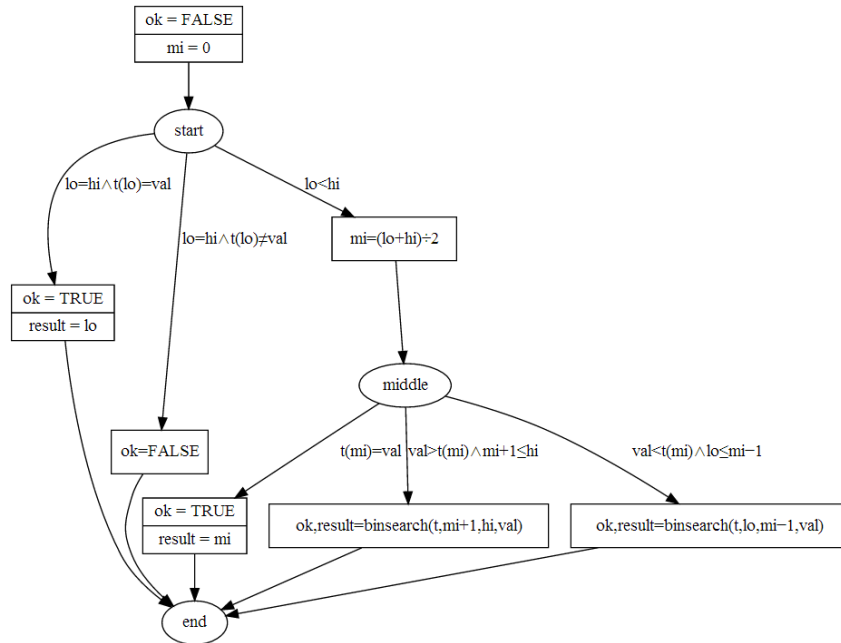 ok = FALSE
mi = 0
start
lo=hi∧t(lo)=val
lo<hi
lo=hi∧t(lo)≠val
mi=(lo+hi)÷2
ok = TRUE
result = lo
middle
ok=FALSE
t(mi)=val
val>t(mi)∧mi+1≤hi
val<t(mi)∧lo≤mi−1
ok = TRUE
result = mi
ok,result=binsearch(t,mi+1,hi,val)
ok,result=binsearch(t,lo,mi−1,val)
end